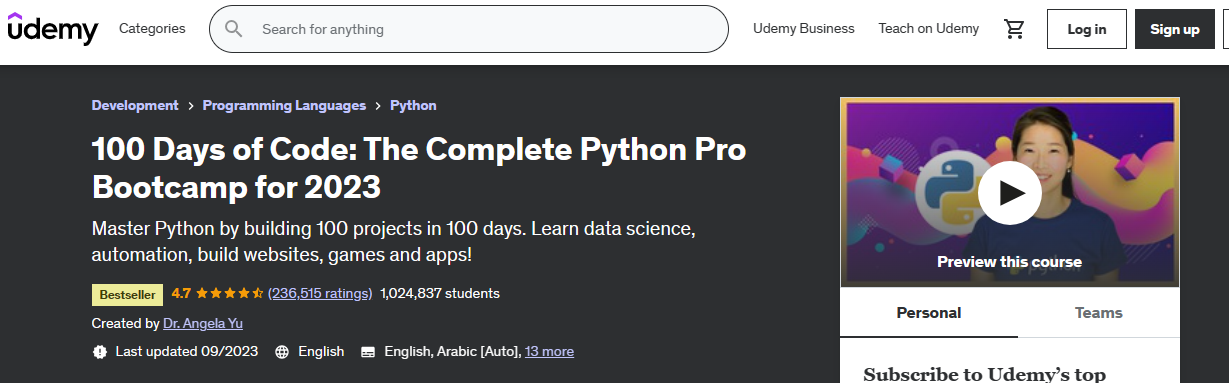 udemy
Categories
Search for anything
Udemy Business
Teach on Udemy
Log in
Sign up
Development > Programming Languages > Python
100 Days of Code: The Complete Python Pro
Bootcamp for 2023
Master Python by building 100 projects in 100 days. Learn data science,
automation, build websites, games and apps!
Bestseller 4.7 (236,515 ratings) 1,024,837 students
Created by Dr. Angela Yu
Last updated 09/2023 English English, Arabic [Auto], 13 more
Preview this course
python
Personal Teams
Subscribe to Udemy’s top